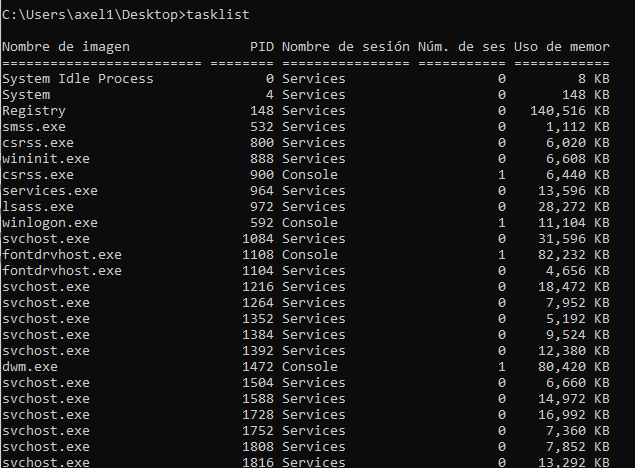 C:\Users\axel1\Desktop>tasklist
Nombre de imagen PID Nombre de sesión Núm. de ses Uso de memor
========================= ======== ================ =========== ============
System Idle Process 0 Services 0 8 KB
System 4 Services 0 148 KB
Registry 148 Services 0 140,516 KB
smss.exe 532 Services 0 1,112 KB
csrss.exe 800 Services 0 6,020 KB
wininit.exe 888 Services 0 6,608 KB
csrss.exe 900 Console 1 6,440 KB
services.exe 964 Services 0 13,596 KB
lsass.exe 972 Services 0 28,272 KB
winlogon.exe 592 Console 1 11,104 KB
svchost.exe 1084 Services 0 31,596 KB
fontdrvhost.exe 1108 Console 1 82,232 KB
fontdrvhost.exe 1104 Services 0 4,656 KB
svchost.exe 1216 Services 0 18,472 KB
svchost.exe 1264 Services 0 7,952 KB
svchost.exe 1352 Services 0 5,192 KB
svchost.exe 1384 Services 0 9,524 KB
svchost.exe 1392 Services 0 12,380 KB
dwm.exe 1472 Console 1 80,420 KB
svchost.exe 1504 Services 0 6,660 KB
svchost.exe 1588 Services 0 14,972 KB
svchost.exe 1728 Services 0 16,992 KB
svchost.exe 1752 Services 0 7,360 KB
svchost.exe 1808 Services 0 7,852 KB
svchost.exe 1816 Services 0 13,292 KB